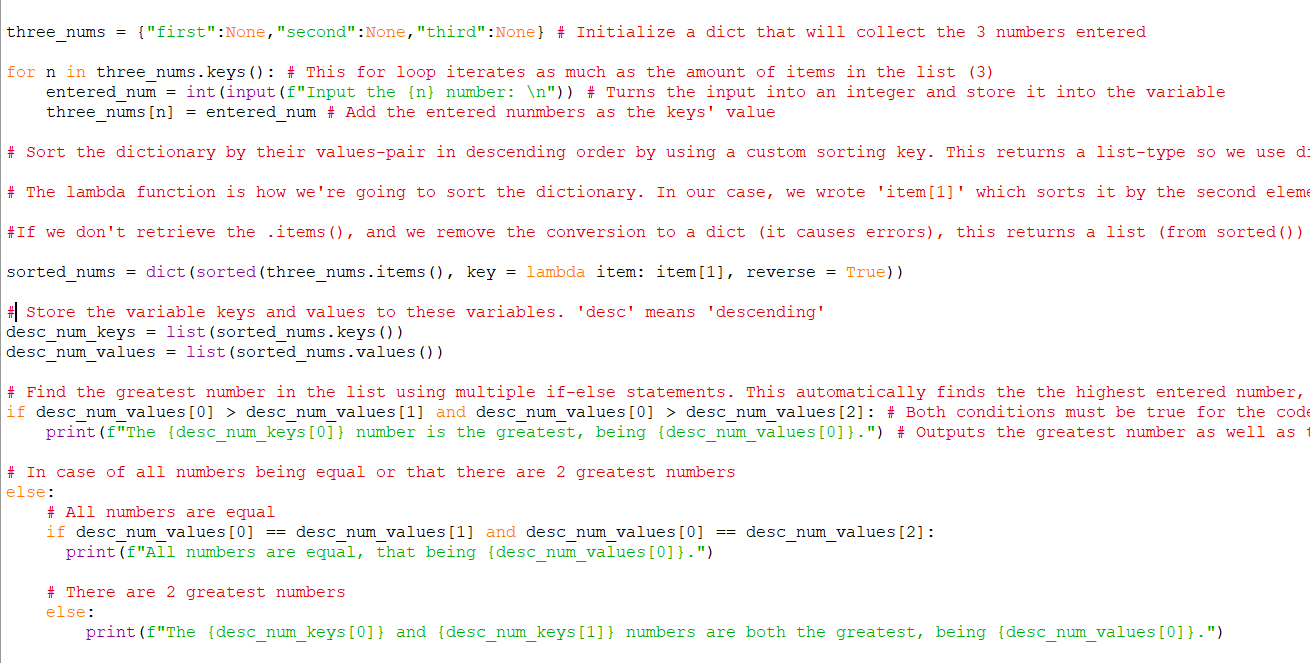 three_nums = {"first":None,"second":None,"third":None} # Initialize a dict that will collect the 3 numbers entered
for n in three_nums.keys(): # This for loop iterates as much as the amount of items in the list (3)
    entered_num = int(input(f"Input the {n} number: \n")) # Turns the input into an integer and store it into the variable
    three_nums[n] = entered_num # Add the entered nunmbers as the keys' value
# Sort the dictionary by their values-pair in descending order by using a custom sorting key. This returns a list-type so we use
# The lambda function is how we're going to sort the dictionary. In our case, we wrote 'item[1]' which sorts it by the second
#If we don't retrieve the .items(), and we remove the conversion to a dict (it causes errors), this returns a list (from sorted())
sorted_nums = dict(sorted(three_nums.items(), key = lambda item: item[1], reverse = True))
# Store the variable keys and values to these variables. 'desc' means 'descending'
desc_num_keys = list(sorted_nums.keys())
desc_num_values = list(sorted_nums.values())
# Find the greatest number in the list using multiple if-else statements. This automatically finds the the highest entered number,
if desc_num_values[0] > desc_num_values[1] and desc_num_values[0] > desc_num_values[2]: # Both conditions must be true for the code
    print(f"The {desc_num_keys[0]} number is the greatest, being {desc_num_values[0]}.") # Outputs the greatest number as well as
# In case of all numbers being equal or that there are 2 greatest numbers
else:
    # All numbers are equal
    if desc_num_values[0] == desc_num_values[1] and desc_num_values[0] == desc_num_values[2]:
      print(f"All numbers are equal, that being {desc_num_values[0]}.")
    # There are 2 greatest numbers
    else:
        print(f"The {desc_num_keys[0]} and {desc_num_keys[1]} numbers are both the greatest, being {desc_num_values[0]}.")